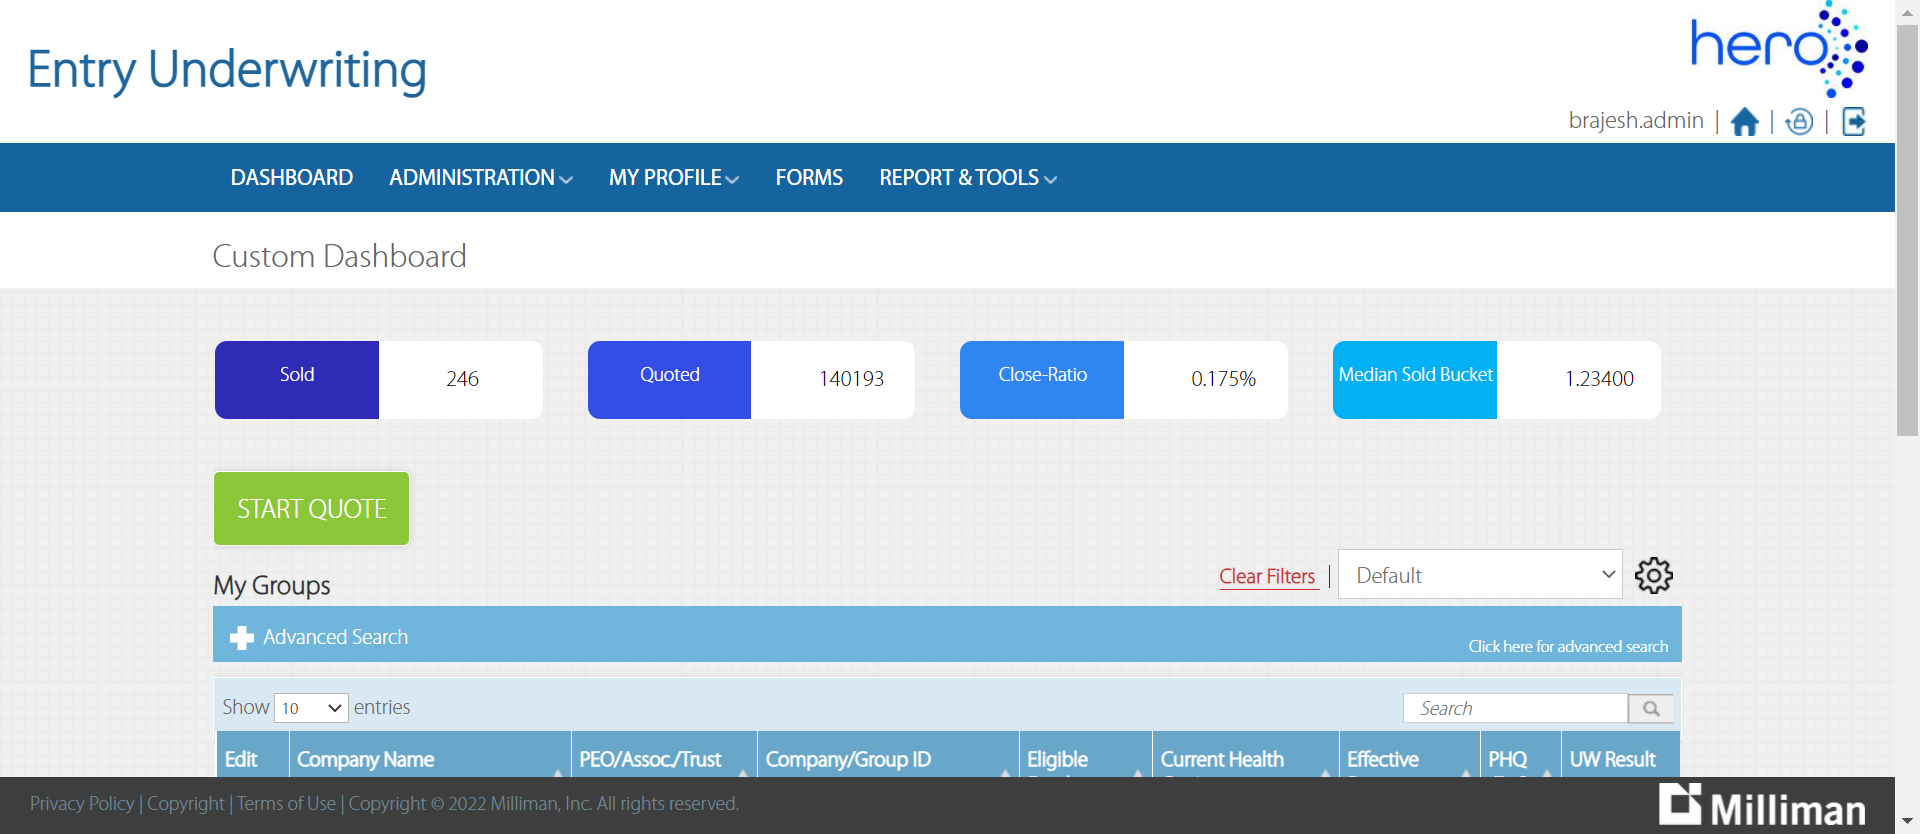 Entry Underwriting
hero
brajesh.admin | | |
DASHBOARD ADMINISTRATION MY PROFILE FORMS REPORT & TOOLS
Custom Dashboard
Sold 246 Quoted 140193 Close-Ratio 0.175% Median Sold Bucket 1.23400
START QUOTE
My Groups Clear Filters | Default
Advanced Search Click here for advanced search
Show 10 entries Search
Edit Company Name PEO/Assoc./Trust Company/Group ID Eligible Current Health Effective PHQ UW Result
Privacy Policy | Copyright | Terms of Use | Copyright © 2022 Milliman, Inc. All rights reserved.
Milliman